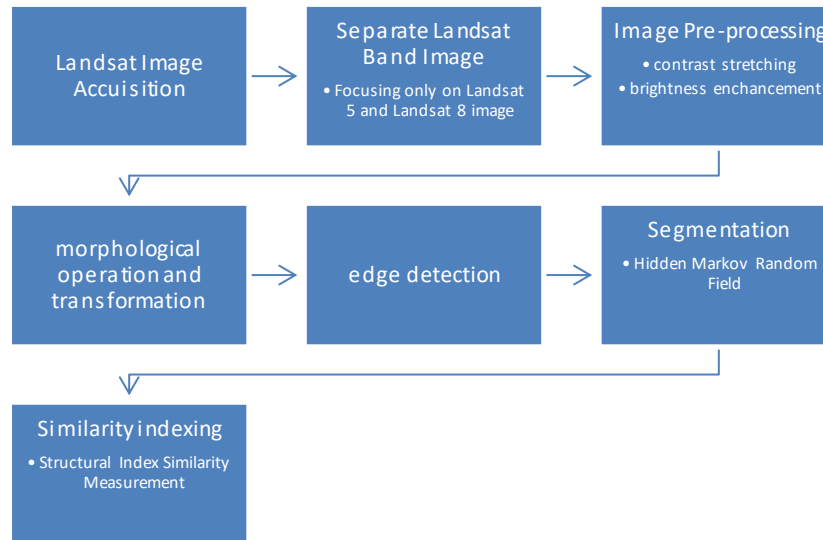 Landsat Image
Accuisition
Separate Landsat
Band Image
• Focusing only on Landsat
5 and Landsat 8 image
Image Pre-processing
• contrast stretching
• brightness enchancement
morphological
operation and
transformation
edge detection
Segmentation
• Hidden Markov Random
Field
Similarity indexing
• Structural Index Similarity
Measurement